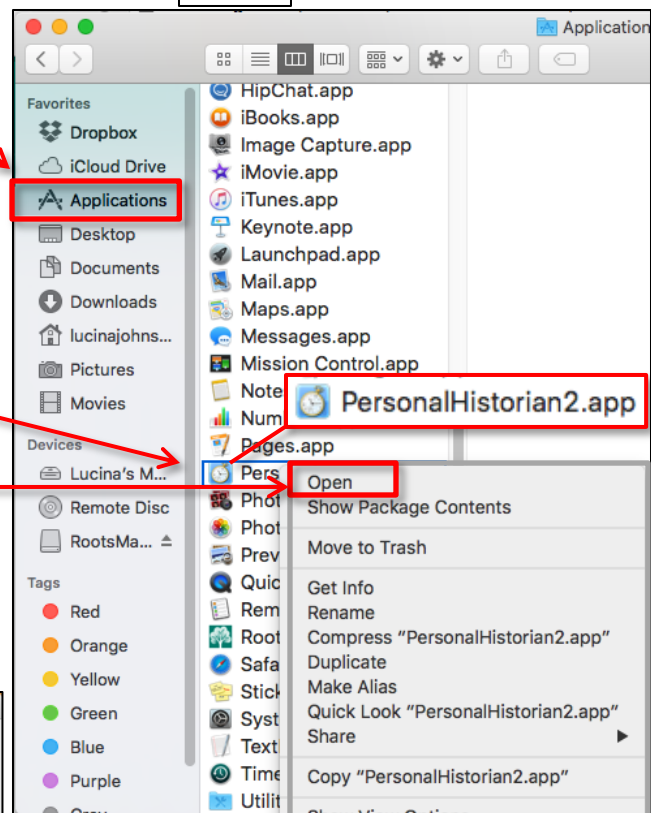 Application
Favorites
Dropbox
iCloud Drive
Applications
Desktop
Documents
Downloads
lucinajohns...
Pictures
Movies
Devices
Lucina's M...
Remote Disc
RootsMa...
Tags
Red
Orange
Yellow
Green
Blue
Purple
HipChat.app
iBooks.app
Image Capture.app
iMovie.app
iTunes.app
Keynote.app
Launchpad.app
Mail.app
Maps.app
Messages.app
Mission Control.app
Note
Num
Pages.app
Pers
Phot
Phot
Prev
Quic
Rem
Root
Safa
Stick
Syst
Text
Time
Utilit
PersonalHistorian2.app
Open
Show Package Contents
Move to Trash
Get Info
Rename
Compress “PersonalHistorian2.app”
Duplicate
Make Alias
Quick Look “PersonalHistorian2.app”
Share
Copy “PersonalHistorian2.app”